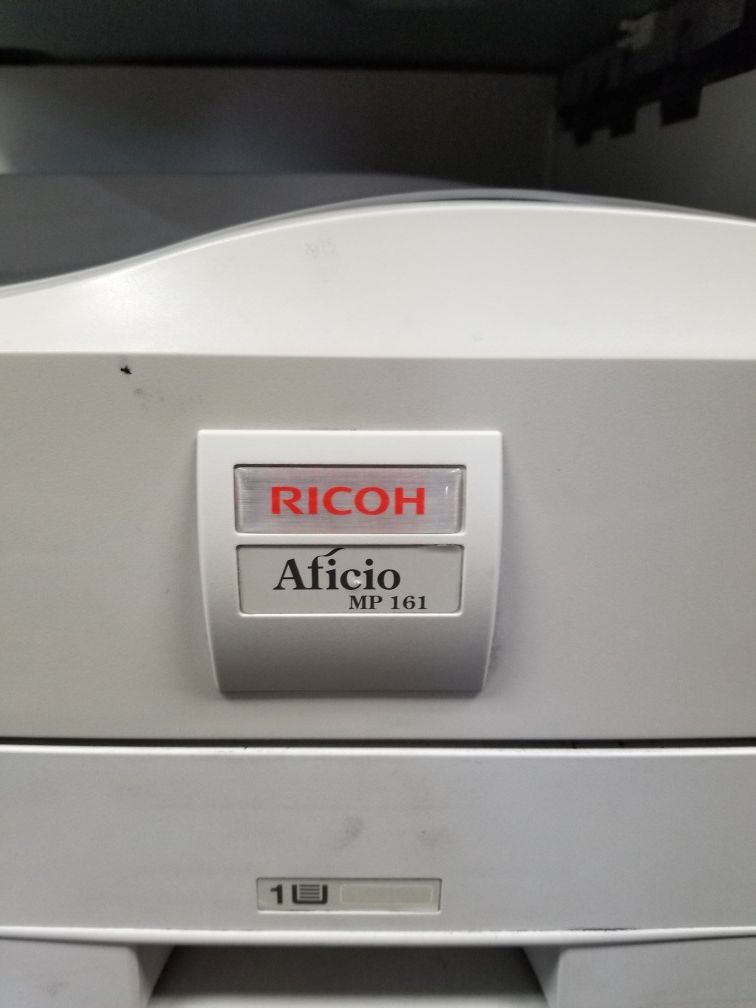 RICOH
Aficio
MP 161
1